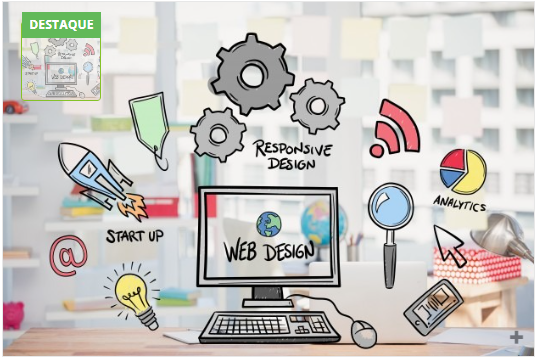 DESTAQUE
RESPONSIVE
DESIGN
ANALYTICS
START UP
WEB DESIGN
@